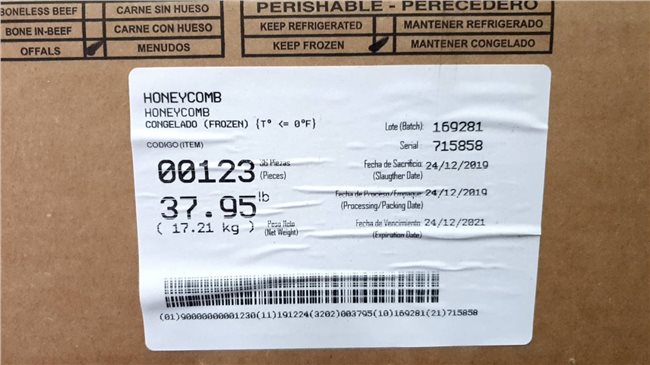 BONELESS BEEF CARNE SIN HUESO
BONE IN-BEEF CARNE CON HUESO
OFFALS MENUDOS
PERISHABLE - PERECEDERO
KEEP REFRIGERATED MANTENER REFRIGERADO
KEEP FROZEN MANTENER CONGELADO
HONEYCOMB
HONEYCOMB
CONGELADO (FROZEN) {Tº <= 0ºF}
CODIGO (ITEM)
00123 36 Piezas
(Pieces)
37.95 lb
( 17.21 kg ) Peso Neto
(Net Weight)
Lote (Batch): 169281
Serial : 715858
Fecha de Sacrificio: 24/12/2019
(Slaugther Date)
Fecha de Proceso/Empaque: 24/12/2019
(Processing/Packing Date)
Fecha de Vencimiento: 24/12/2021
(Expiration Date)
(01)90000000001230(11)191224(3202)003795(10)169281(21)715858